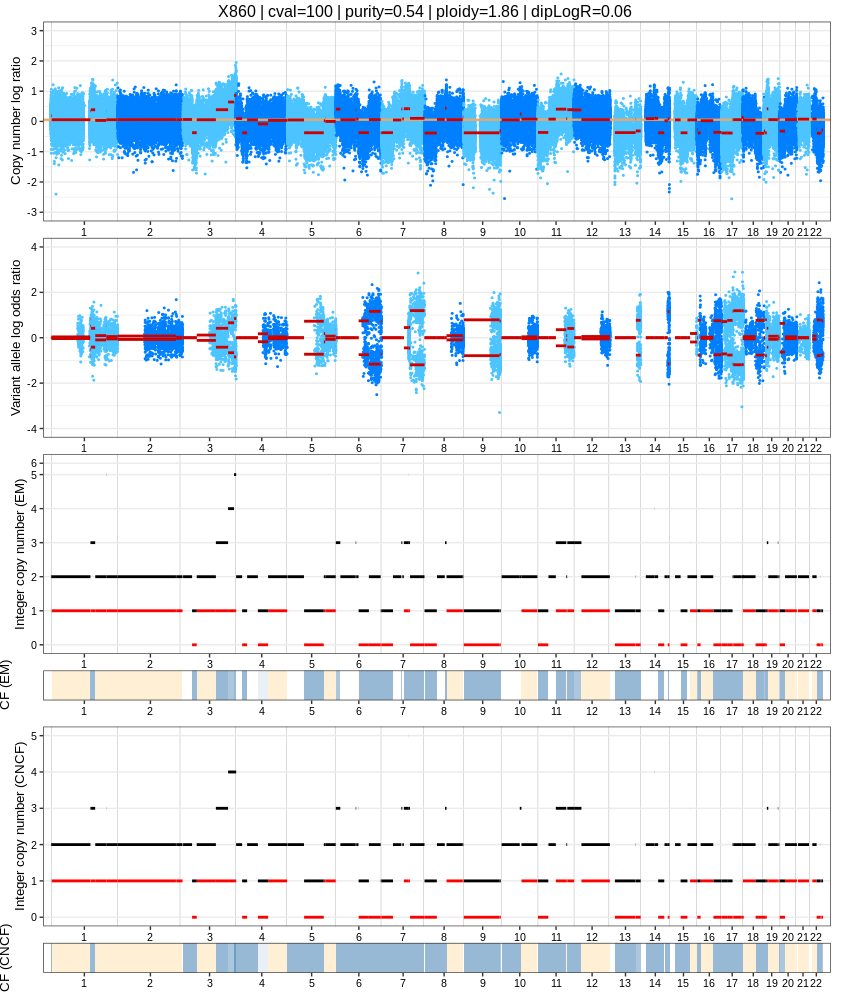 X860 | cval=100 | purity=0.54 | ploidy=1.86 | dipLogR=0.06
Copy number log ratio
3
2
1
0
-1
-2
-3
1 2 3 4 5 6 7 8 9 10 11 12 13 14 15 16 17 18 19 20 21 22
Variant allele log odds ratio
4
2
0
-2
-4
1 2 3 4 5 6 7 8 9 10 11 12 13 14 15 16 17 18 19 20 21 22
Integer copy number (EM)
6
5
4
3
2
1
0
1 2 3 4 5 6 7 8 9 10 11 12 13 14 15 16 17 18 19 20 21 22
CF (EM)
1 2 3 4 5 6 7 8 9 10 11 12 13 14 15 16 17 18 19 20 21 22
Integer copy number (CNCF)
5
4
3
2
1
0
1 2 3 4 5 6 7 8 9 10 11 12 13 14 15 16 17 18 19 20 21 22
CF (CNCF)
1 2 3 4 5 6 7 8 9 10 11 12 13 14 15 16 17 18 19 20 21 22